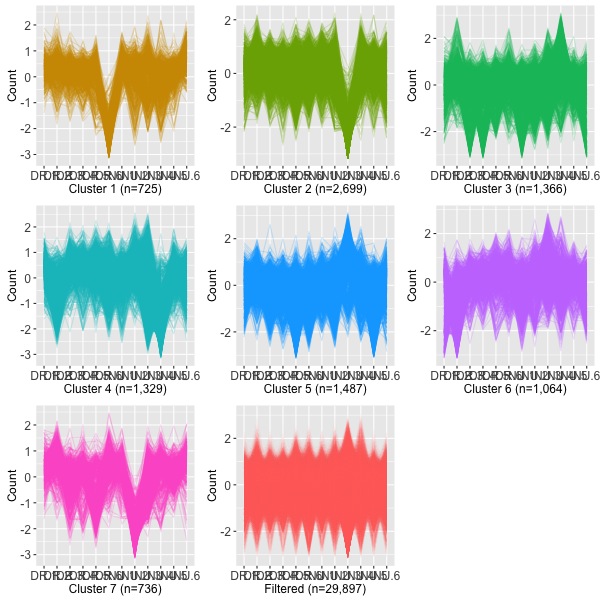 2
1
0
-1
-2
-3
Count
Cluster 1 (n=725)
2
0
-2
Count
Cluster 2 (n=2,699)
2
0
-2
Count
Cluster 3 (n=1,366)
2
1
0
-1
-2
-3
Count
Cluster 4 (n=1,329)
2
0
-2
Count
Cluster 5 (n=1,487)
2
0
-2
Count
Cluster 6 (n=1,064)
2
1
0
-1
-2
-3
Count
Cluster 7 (n=736)
2
0
-2
Count
Filtered (n=29,897)